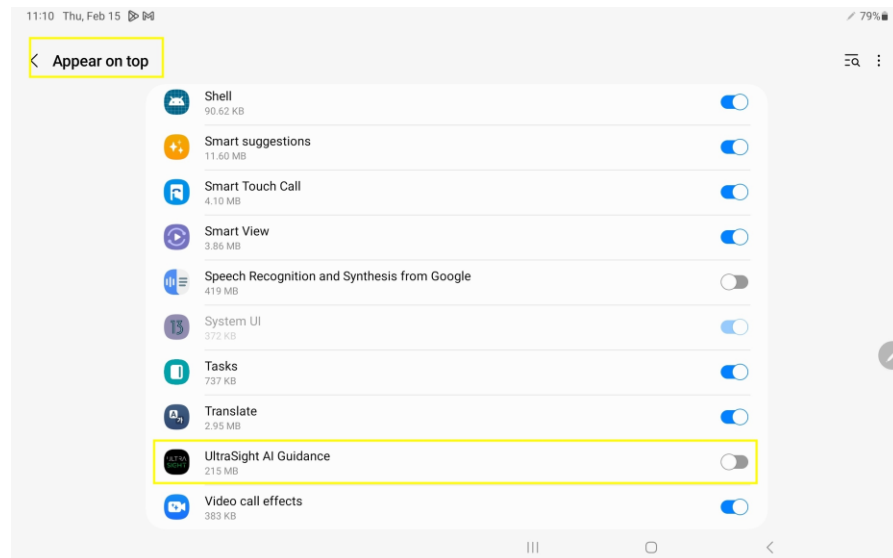 11:10 Thu, Feb 15
79%
Appear on top
Shell
90.62 KB
Smart suggestions
11.60 MB
Smart Touch Call
4.10 MB
Smart View
3.86 MB
Speech Recognition and Synthesis from Google
419 MB
13
System UI
372 KB
Tasks
737 KB
Translate
2.95 MB
ULTRA
SIGHT
UltraSight AI Guidance
215 MB
Video call effects
383 KB